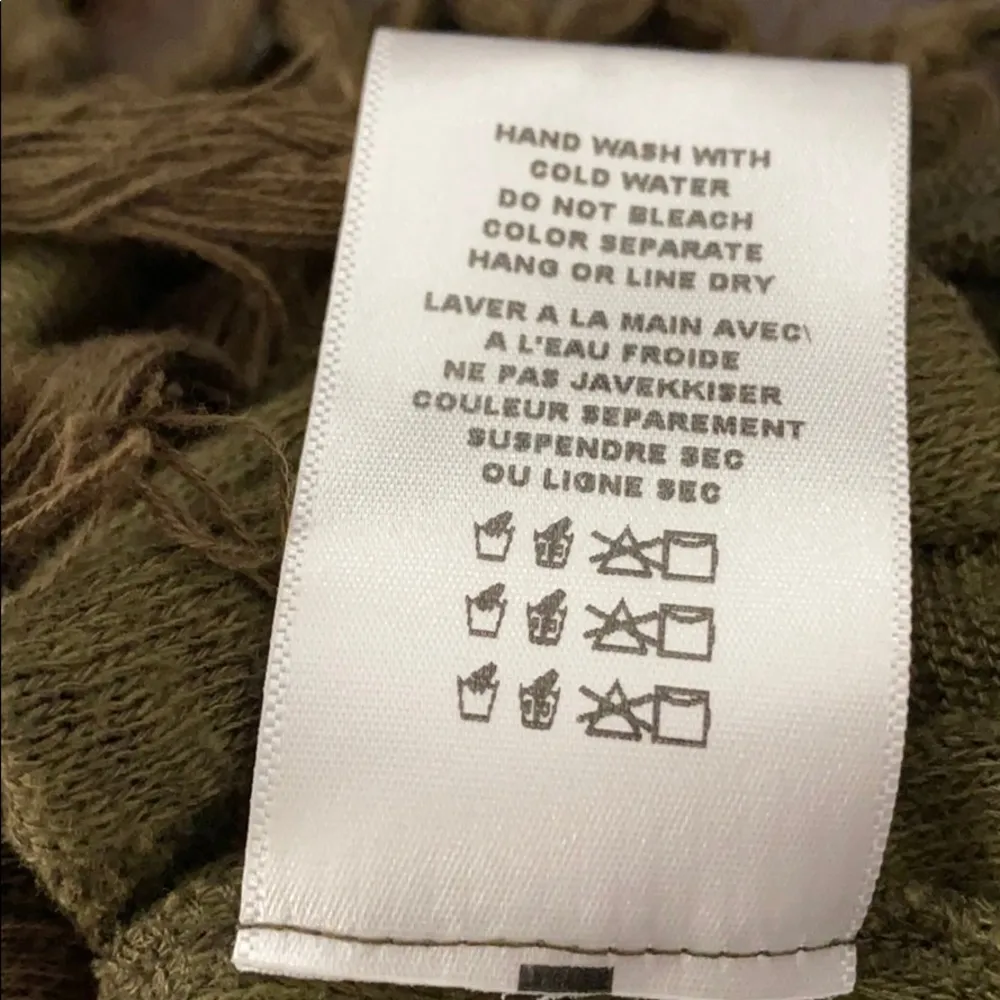 HAND WASH WITH
COLD WATER
DO NOT BLEACH
COLOR SEPARATE
HANG OR LINE DRY
LAVER A LA MAIN AVEC\
A L'EAU FROIDE
NE PAS JAVEKKISER
COULEUR SEPAREMENT
SUSPENDRE SEC
OU LIGNE SEC